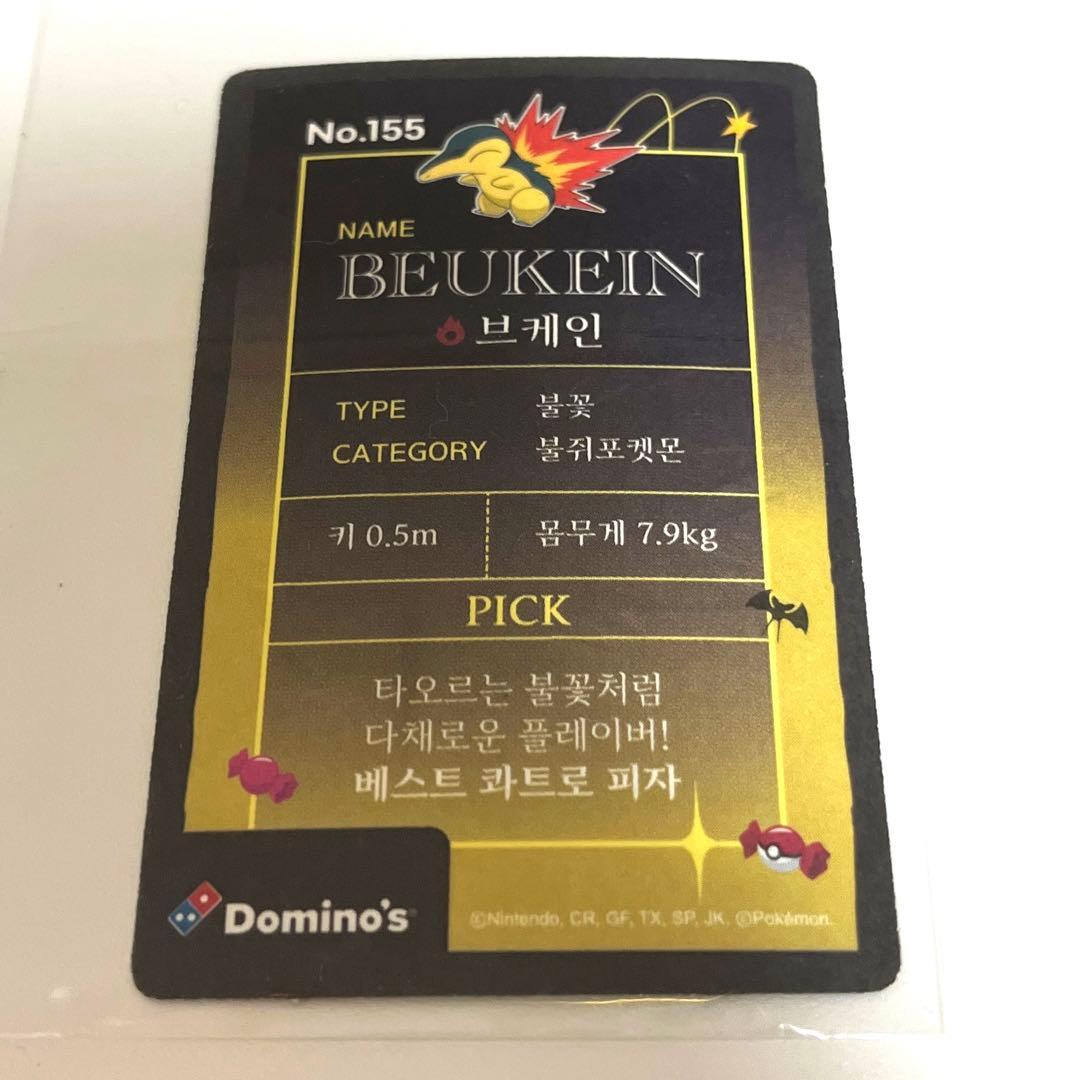 No.155
NAME
BEUKEIN
브케인
TYPE 불꽃
CATEGORY 불쥐포켓몬
키 0.5m 몸무게 7.9kg
PICK
타오르는 불꽃처럼
다채로운 플레이버!
베스트 콰트로 피자
Domino's
©Nintendo, CR, GF, TX, SP, JK. ©Pokémon.